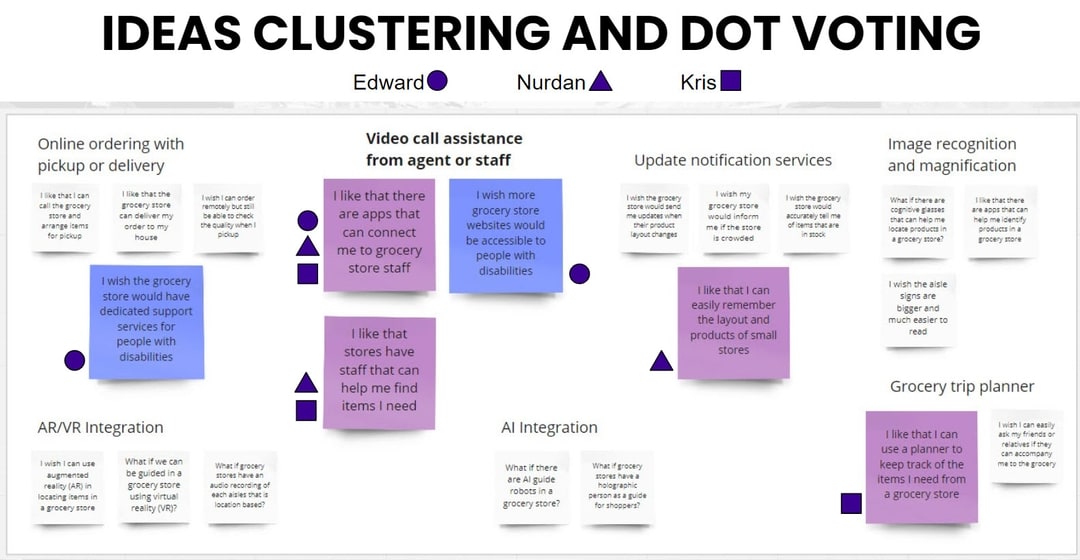 IDEAS CLUSTERING AND DOT VOTING
Edward
Nurdan
Kris
Online ordering with
pickup or delivery
I like that I can
call the grocery
store and
arrange items
for pickup
I like that the
grocery store
can deliver my
order to my
house
I wish I can order
remotely but still
be able to check
the quality when I
pickup
I wish the grocery
store would have
dedicated support
services for
people with
disabilities
Video call assistance
from agent or staff
I like that there
are apps that
can connect
me to grocery
store staff
I wish more
grocery store
websites would
be accessible to
people with
disabilities
I like that
stores have
staff that can
help me find
items I need
Update notification services
I wish the grocery
store would send
me updates when
their product
layout changes
I wish my
grocery store
would inform
me if the store
is crowded
I wish the grocery
store would
accurately tell me
of items that are
in stock
I like that I can
easily remember
the layout and
products of small
stores
Image recognition
and magnification
What if there are
cognitive glasses
that can help me
locate products in
a grocery store?
I like that there
are apps that can
help me identify
products in a
grocery store
I wish the aisle
signs are
bigger and
much easier to
read
AR/VR Integration
I wish I can use
augmented
reality (AR) in
locating items in
a grocery store
What if we can
be guided in a
grocery store
using virtual
reality (VR)?
What if grocery
stores have an
audio recording of
each aisles that is
location based?
AI Integration
What if there
are AI guide
robots in a
grocery store?
What if grocery
stores have a
holographic
person as a guide
for shoppers?
Grocery trip planner
I like that I can
use a planner to
keep track of the
items I need from
a grocery store
I wish I can easily
ask my friends or
relatives if they
can accompany
me to the grocery